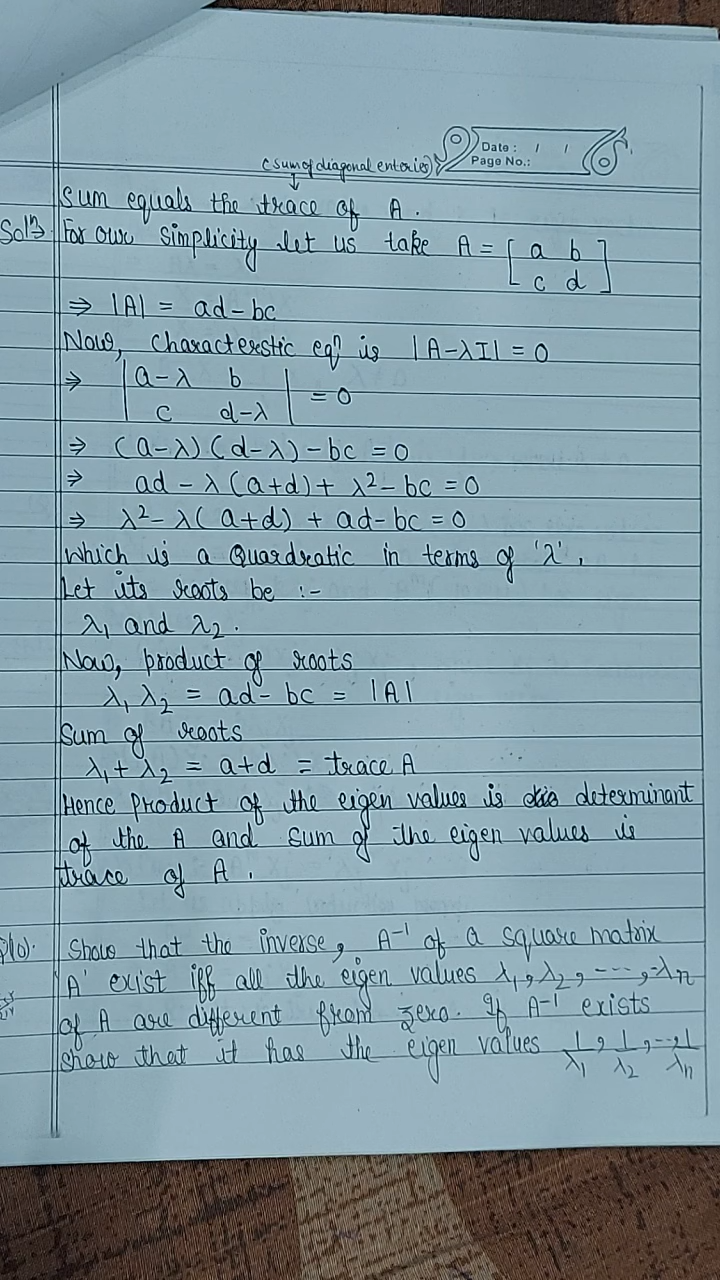 Date : / /
Page No.:
(sum of diagonal enteries)
Sum equals the trace of A.
Solⁿ For our simplicity let us take A = [ a b
c d ]
⇒ |A| = ad - bc
Now, characterstic eqⁿ is |A-λI| = 0
⇒ | a-λ b
c d-λ | = 0
⇒ (a-λ)(d-λ) - bc = 0
⇒ ad - λ(a+d) + λ² - bc = 0
⇒ λ² - λ(a+d) + ad - bc = 0
Which is a Quardratic in terms of 'λ',
Let its roots be :-
λ₁ and λ₂.
Now, product of roots
λ₁ λ₂ = ad - bc = |A|
Sum of roots
λ₁ + λ₂ = a+d = trace A
Hence product of the eigen values is determinant
of the A and sum of the eigen values is
trace of A.
Show that the inverse, A⁻¹ of a square matrix
'A' exist iff all the eigen values λ₁, λ₂, ----, λn
of A are different from zero. If A⁻¹ exists
show that it has the eigen values 1/λ₁, 1/λ₂, ---, 1/λn